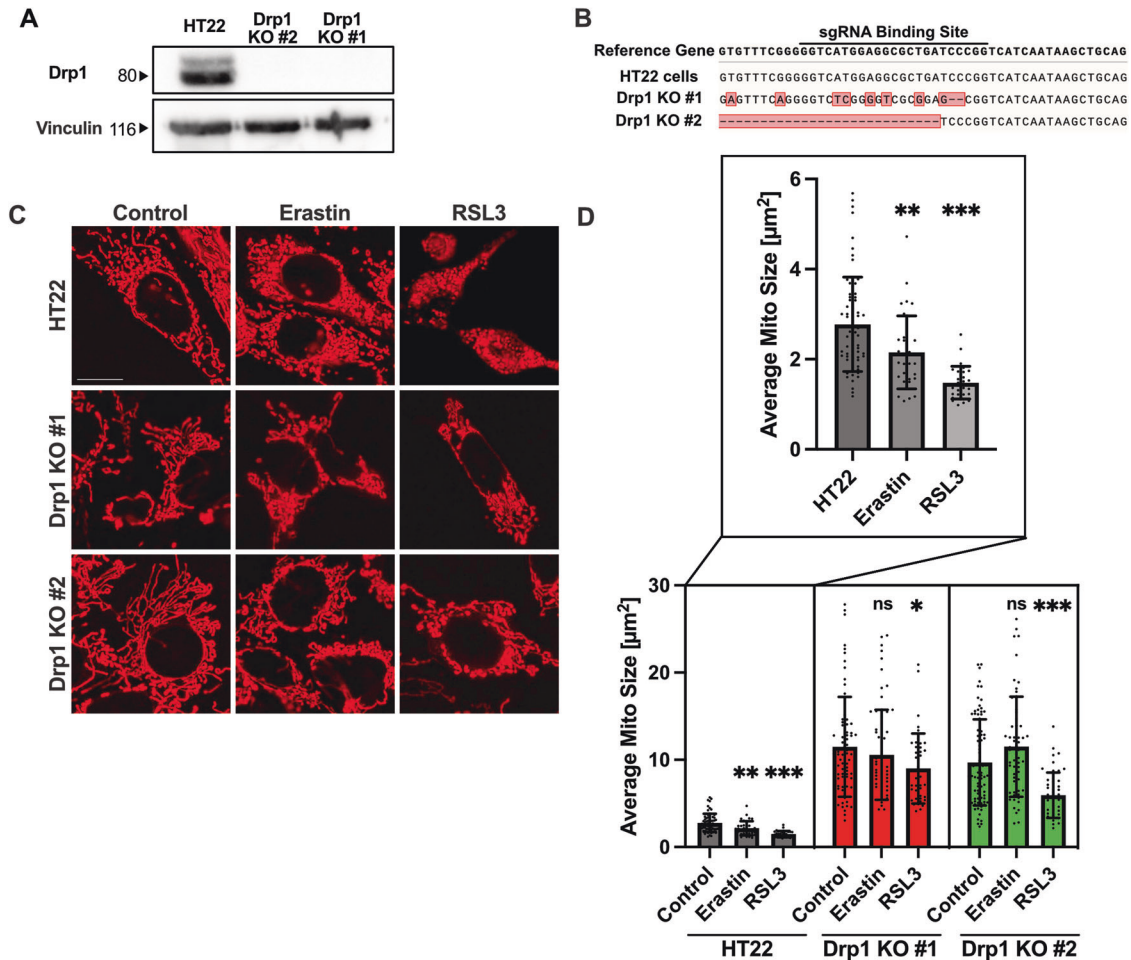 A
HT22
Drp1 KO #2
Drp1 KO #1
Drp1
80
Vinculin
116
B
sgRNA Binding Site
Reference Gene GTGTTTCGGGGGTCATGGAGGCGCTGATCCCGGTCATCAATAAGCTGCAG
HT22 cells GTGTTTCGGGGGTCATGGAGGCGCTGATCCCGGTCATCAATAAGCTGCAG
Drp1 KO #1 GAGTTTCAGGGGTCTCGGGGTCGCGGAG--CGGTCATCAATAAGCTGCAG
Drp1 KO #2 ---------------------------TCCCGGTCATCAATAAGCTGCAG
C
Control
Erastin
RSL3
HT22
Drp1 KO #1
Drp1 KO #2
D
Average Mito Size [µm²]
6
4
2
0
**
***
HT22
Erastin
RSL3
Average Mito Size [µm²]
30
20
10
0
** ***
ns *
ns ***
Control
Erastin
RSL3
Control
Erastin
RSL3
Control
Erastin
RSL3
HT22
Drp1 KO #1
Drp1 KO #2